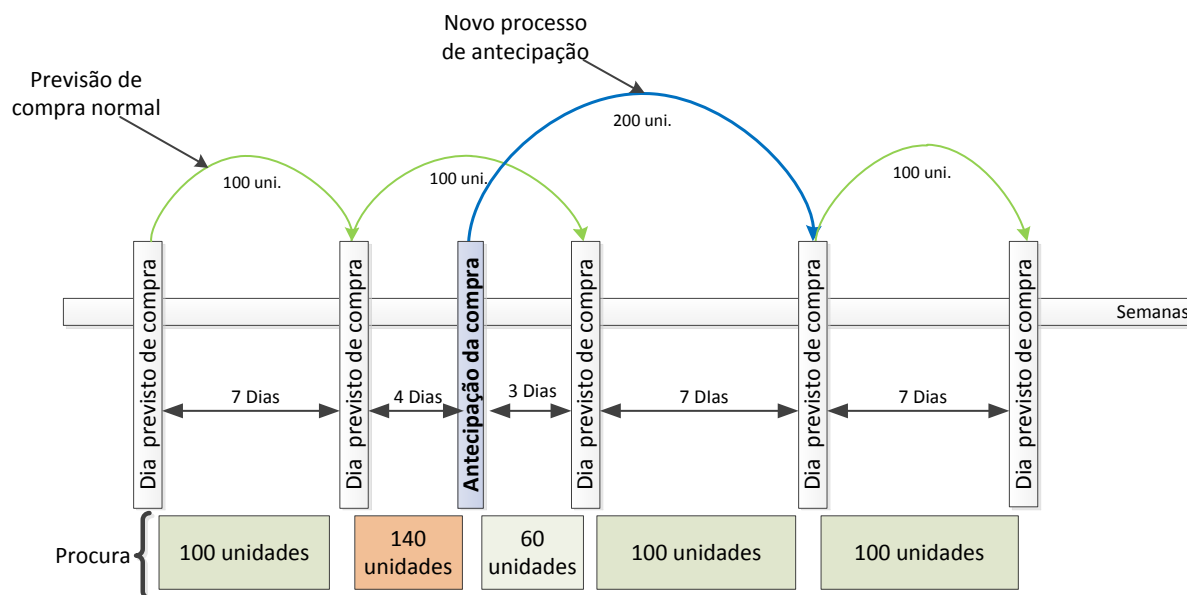 Novo processo
de antecipação
Previsão de
compra normal
200 uni.
100 uni.
100 uni.
100 uni.
Dia previsto de compra
Dia previsto de compra
Antecipação da compra
Dia previsto de compra
Dia previsto de compra
Dia previsto de compra
Semanas
7 Dias
4 Dias
3 Dias
7 DIas
7 Dias
Procura
100 unidades
140
unidades
60
unidades
100 unidades
100 unidades